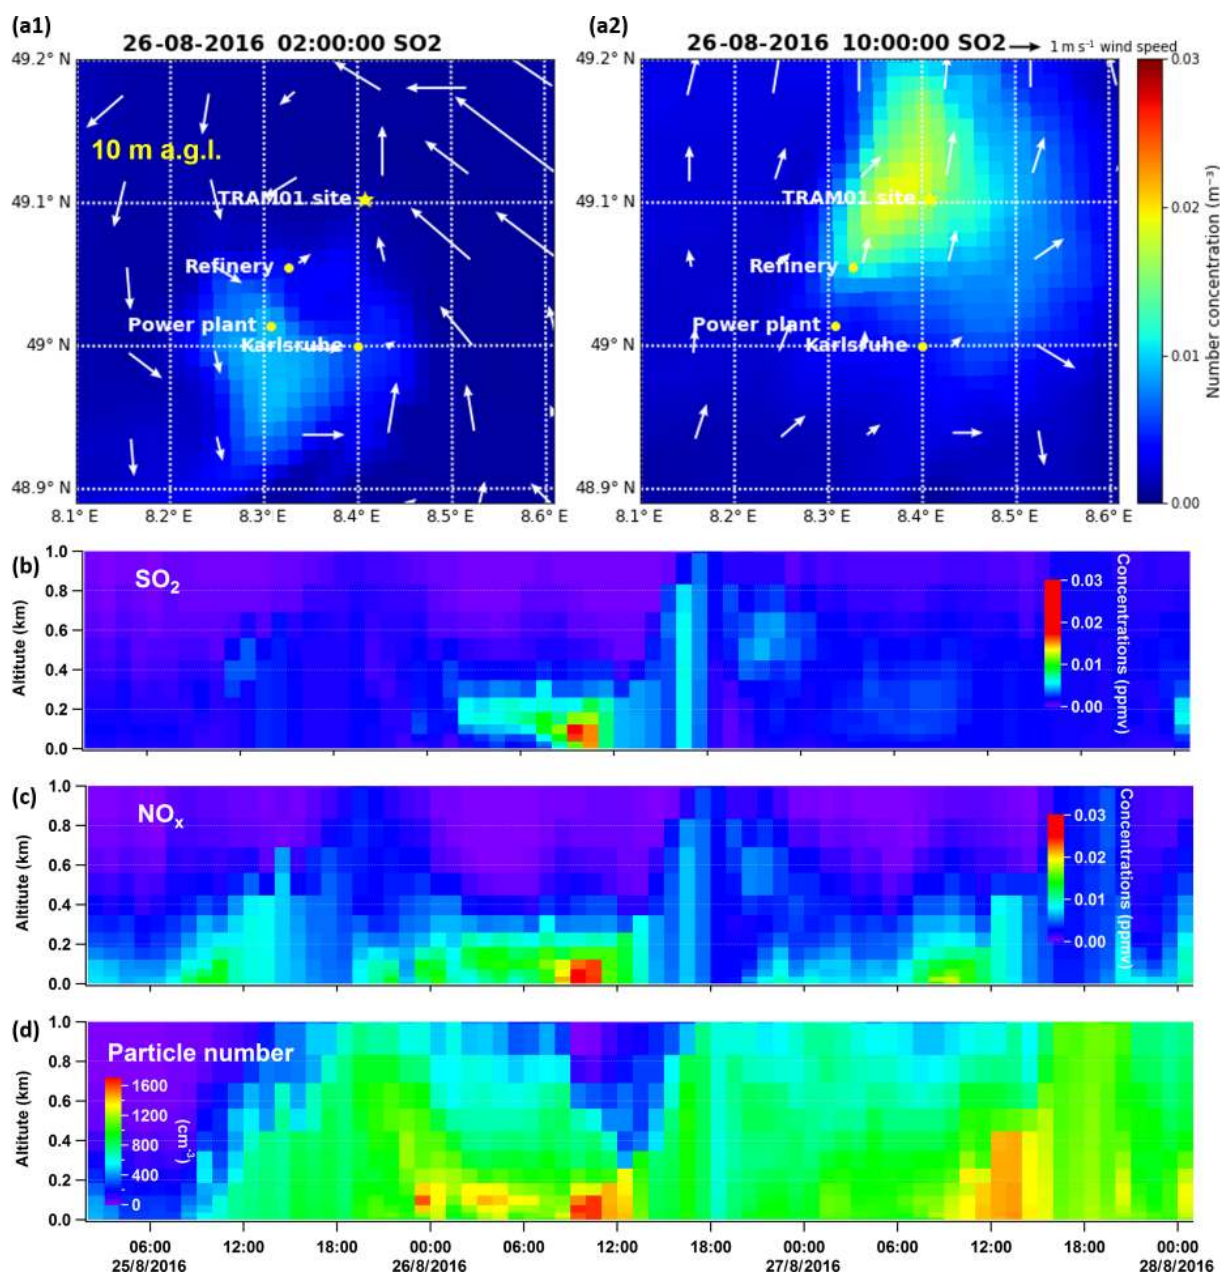 (a1)
26-08-2016 02:00:00 SO2
49.2° N
10 m a.g.l.
TRAM01 site
49.1° N
Refinery
Power plant
Karlsruhe
49° N
48.9° N
8.1° E 8.2° E 8.3° E 8.4° E 8.5° E 8.6° E
(a2)
26-08-2016 10:00:00 SO2
1 m s⁻¹ wind speed
49.2° N
TRAM01 site
49.1° N
Refinery
Power plant
Karlsruhe
49° N
48.9° N
8.1° E 8.2° E 8.3° E 8.4° E 8.5° E 8.6° E
0.03
0.02
0.01
0.00
Number concentration (m⁻³)
(b)
SO₂
Altitute (km)
1.0
0.8
0.6
0.4
0.2
0.0
0.03
0.02
0.01
0.00
Concentrations (ppmv)
(c)
NOₓ
Altitute (km)
1.0
0.8
0.6
0.4
0.2
0.0
0.03
0.02
0.01
0.00
Concentrations (ppmv)
(d)
Particle number
Altitute (km)
1.0
0.8
0.6
0.4
0.2
0.0
1600
1200
800
400
0
(cm⁻³)
06:00 12:00 18:00 00:00 06:00 12:00 18:00 00:00 06:00 12:00 18:00 00:00
25/8/2016 26/8/2016 27/8/2016 28/8/2016